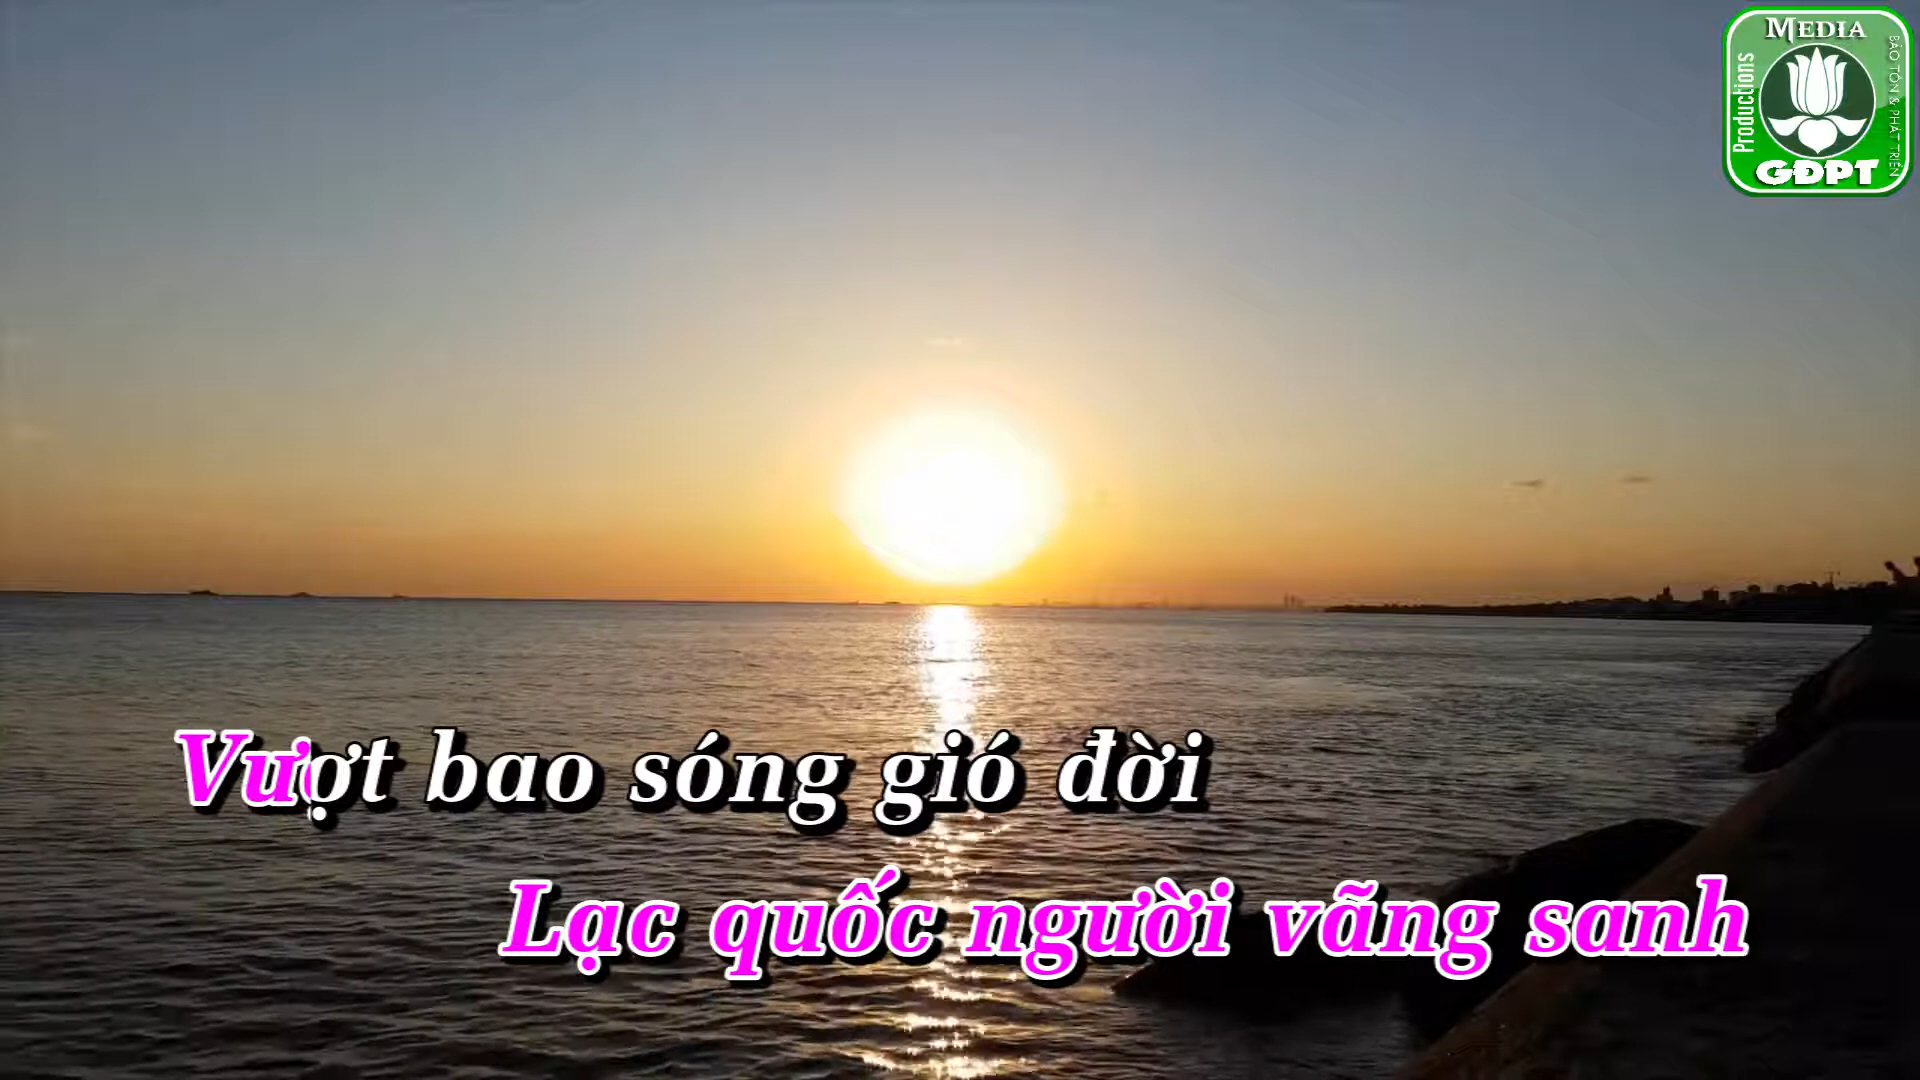 MEDIA
Productions
BẢO TỒN & PHÁT TRIỂN
GĐPT
Vượt bao sóng gió đời
Lạc quốc người vãng sanh